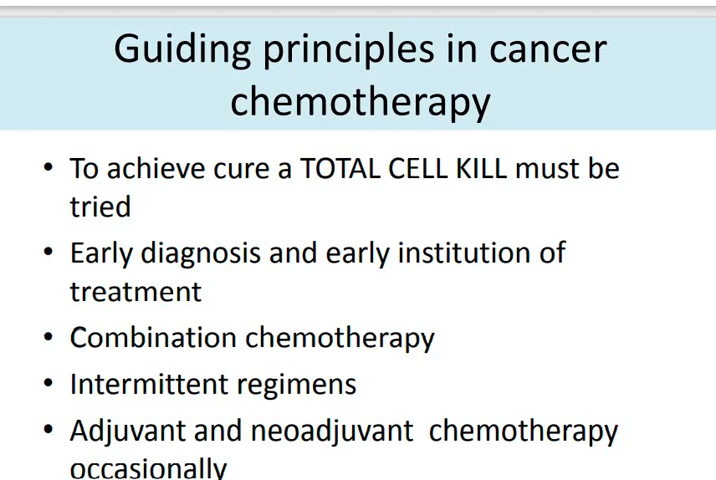 Guiding principles in cancer
chemotherapy
• To achieve cure a TOTAL CELL KILL must be
tried
• Early diagnosis and early institution of
treatment
• Combination chemotherapy
• Intermittent regimens
• Adjuvant and neoadjuvant chemotherapy
occasionally